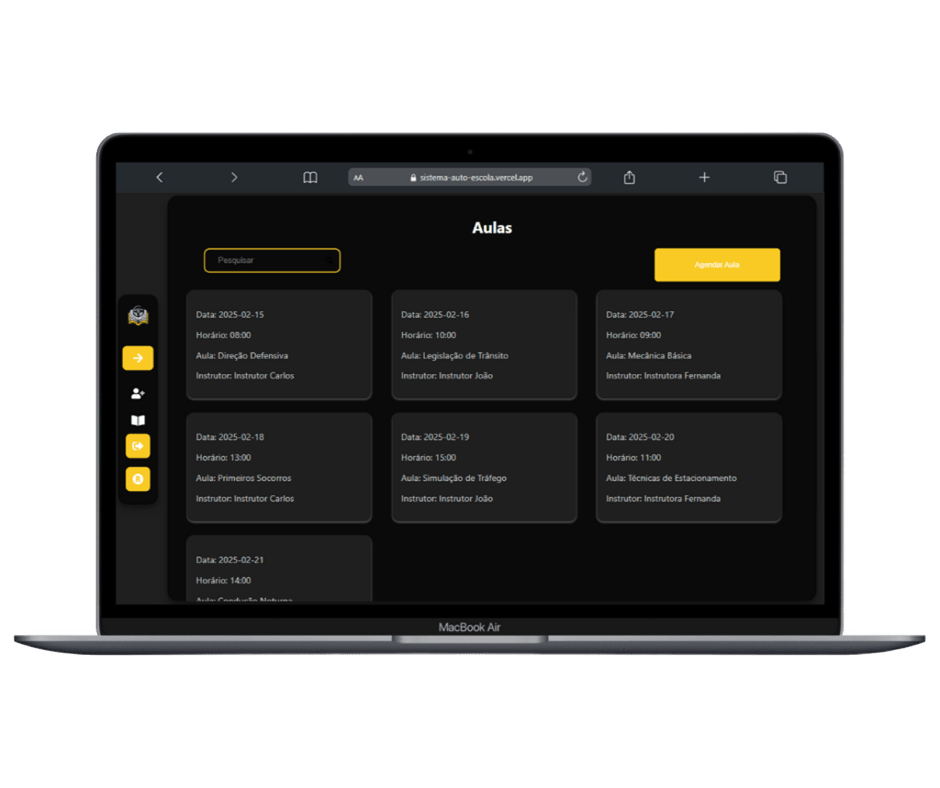 AA sistema-auto-escola.vercel.app
Aulas
Pesquisar
Agendar Aula
Data: 2025-02-15
Horário: 08:00
Aula: Direção Defensiva
Instrutor: Instrutor Carlos
Data: 2025-02-16
Horário: 10:00
Aula: Legislação de Trânsito
Instrutor: Instrutor João
Data: 2025-02-17
Horário: 09:00
Aula: Mecânica Básica
Instrutor: Instrutora Fernanda
Data: 2025-02-18
Horário: 13:00
Aula: Primeiros Socorros
Instrutor: Instrutor Carlos
Data: 2025-02-19
Horário: 15:00
Aula: Simulação de Tráfego
Instrutor: Instrutor João
Data: 2025-02-20
Horário: 11:00
Aula: Técnicas de Estacionamento
Instrutor: Instrutora Fernanda
Data: 2025-02-21
Horário: 14:00
Aula: Condução Noturna
MacBook Air